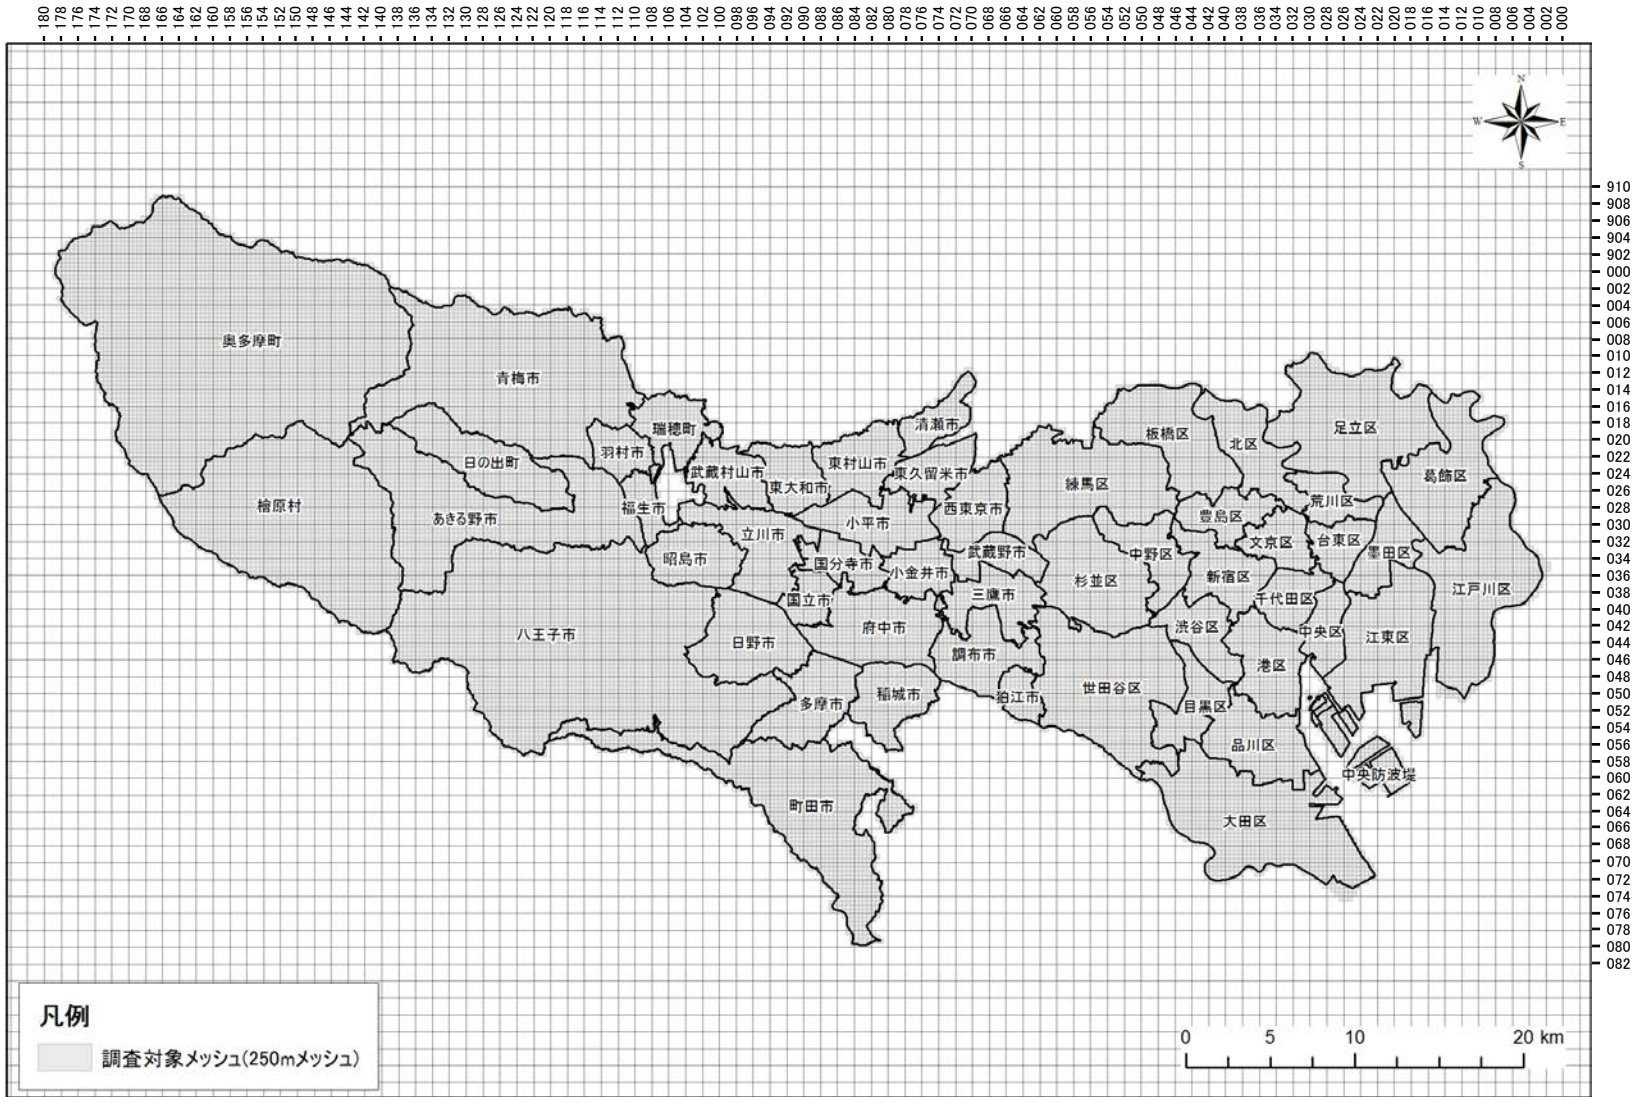 180 178 176 174 172 170 168 166 164 162 160 158 156 154 152 150 148 146 144 142 140 138 136 134 132 130 128 126 124 122 120 118 116 114 112 110 108 106 104 102 100 098 096 094 092 090 088 086 084 082 080 078 076 074 072 070 068 066 064 062 060 058 056 054 052 050 048 046 044 042 040 038 036 034 032 030 028 026 024 022 020 018 016 014 012 010 008 006 004 002 000
N
W
E
S
910
908
906
904
902
000
002
004
006
008
010
012
014
016
018
020
022
024
026
028
030
032
034
036
038
040
042
044
046
048
050
052
054
056
058
060
062
064
066
068
070
072
074
076
078
080
082
奥多摩町
青梅市
瑞穂町
清瀬市
板橋区
北区
足立区
羽村市
日の出町
武蔵村山市
東村山市
東久留米市
東大和市
練馬区
葛飾区
檜原村
あきる野市
福生市
小平市
西東京市
豊島区
荒川区
立川市
昭島市
国分寺市
小金井市
武蔵野市
中野区
文京区
台東区
墨田区
杉並区
新宿区
三鷹市
千代田区
江戸川区
国立市
八王子市
日野市
府中市
渋谷区
中央区
江東区
調布市
港区
世田谷区
多摩市
稲城市
狛江市
目黒区
品川区
中央防波堤
町田市
大田区
凡例
調査対象メッシュ(250mメッシュ)
0 5 10 20 km